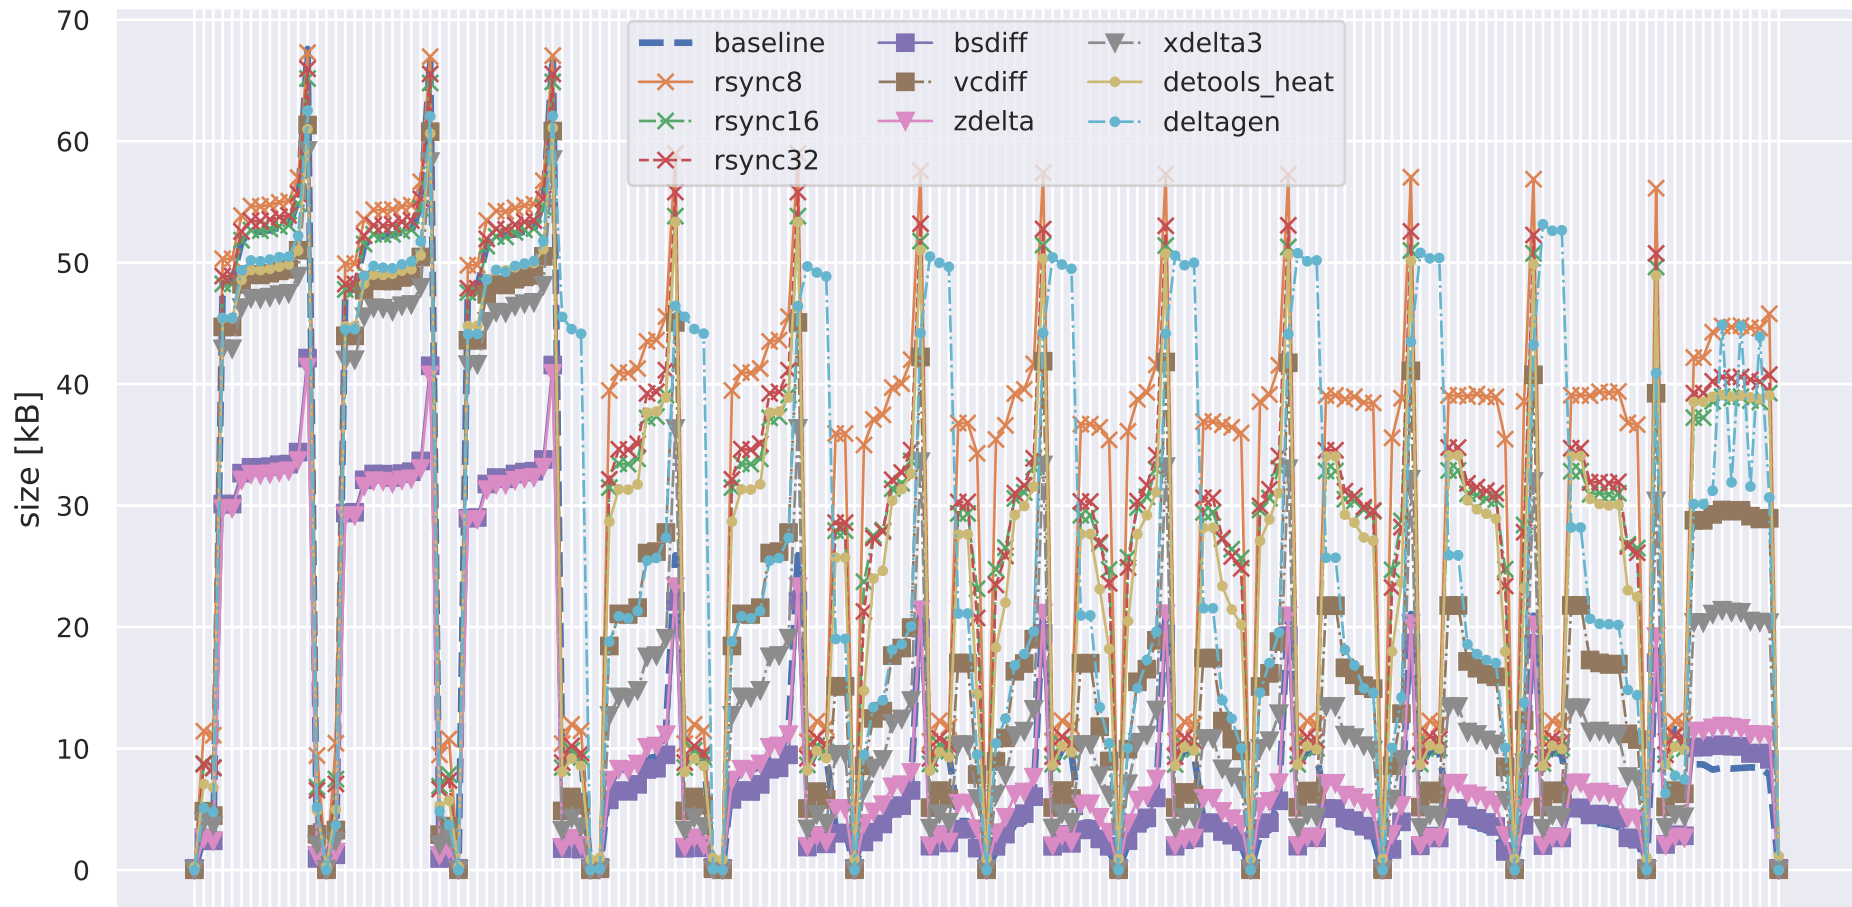 70
60
50
40
30
20
10
0
size [kB]
baseline
rsync8
rsync16
rsync32
bsdiff
vcdiff
zdelta
xdelta3
detools_heat
deltagen